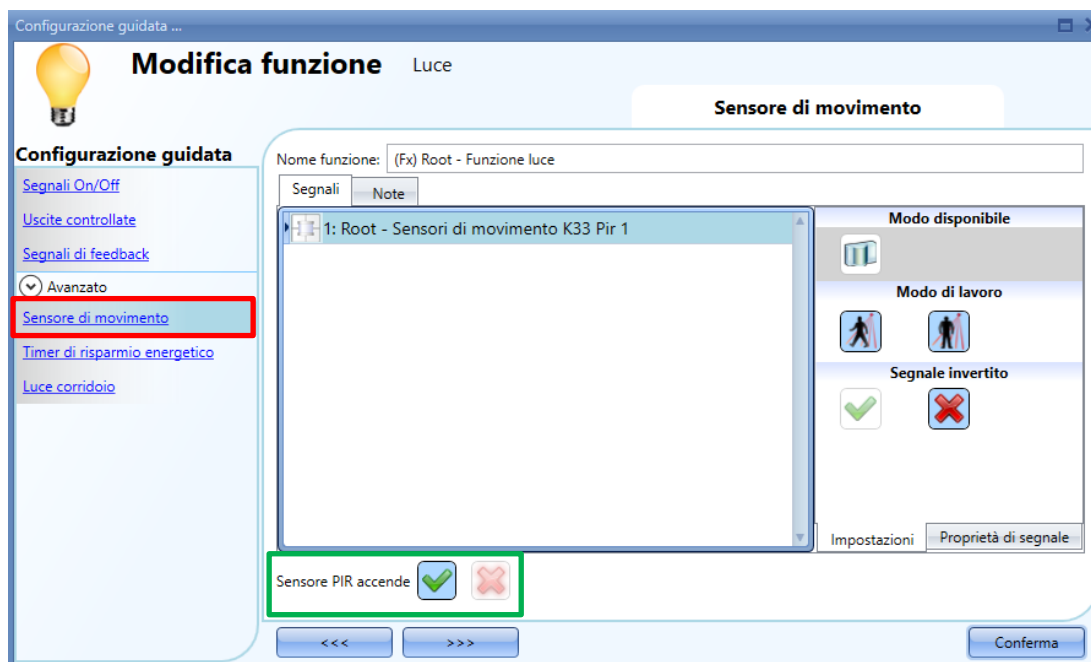 Configurazione guidata ...
Modifica funzione Luce
Sensore di movimento
Configurazione guidata
Segnali On/Off
Uscite controllate
Segnali di feedback
Avanzato
Sensore di movimento
Timer di risparmio energetico
Luce corridoio
Nome funzione: (Fx) Root - Funzione luce
Segnali Note
1: Root - Sensori di movimento K33 Pir 1
Modo disponibile
Modo di lavoro
Segnale invertito
Impostazioni Proprietà di segnale
Sensore PIR accende
<<< >>> Conferma